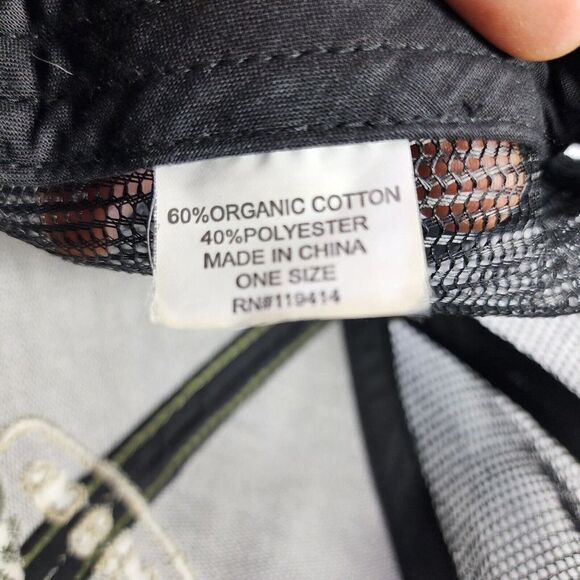 60%ORGANIC COTTON
40%POLYESTER
MADE IN CHINA
ONE SIZE
RN#119414